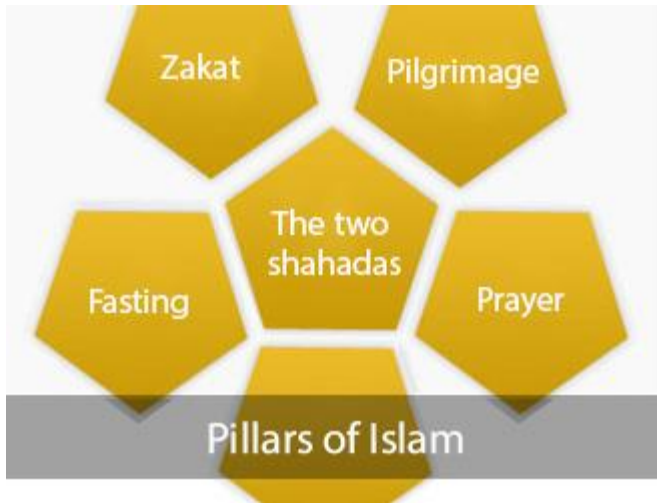 Zakat
Pilgrimage
The two
shahadas
Fasting
Prayer
Pillars of Islam